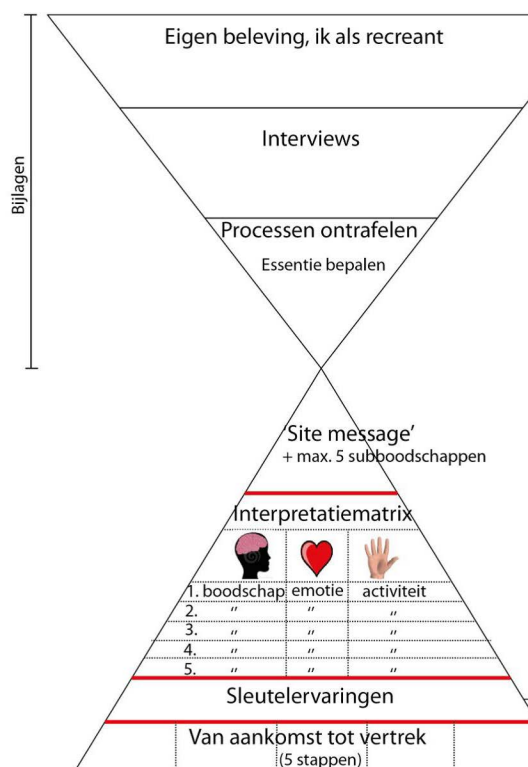 Eigen beleving, ik als recreant
Bijlagen
Interviews
Processen ontrafelen
Essentie bepalen
‘Site message’
+ max. 5 subboodschappen
Interpretatiematrix
1. boodschap emotie activiteit
2. ,, ,, ,,
3. ,, ,, ,,
4. ,, ,, ,,
5. ,, ,, ,,
Sleutelervaringen
Van aankomst tot vertrek
(5 stappen)